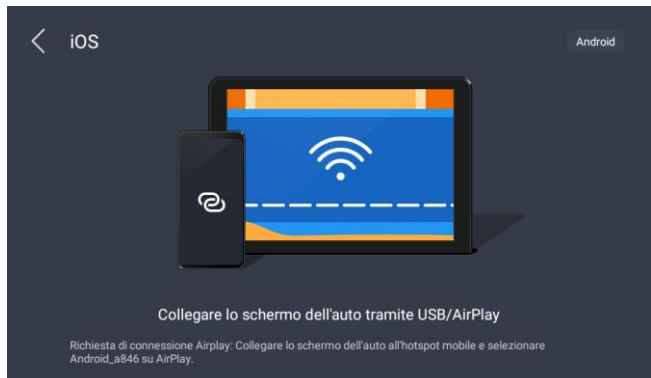 iOS
Android
Collegare lo schermo dell'auto tramite USB/AirPlay
Richiesta di connessione Airplay: Collegare lo schermo dell'auto all'hotspot mobile e selezionare
Android_a846 su AirPlay.